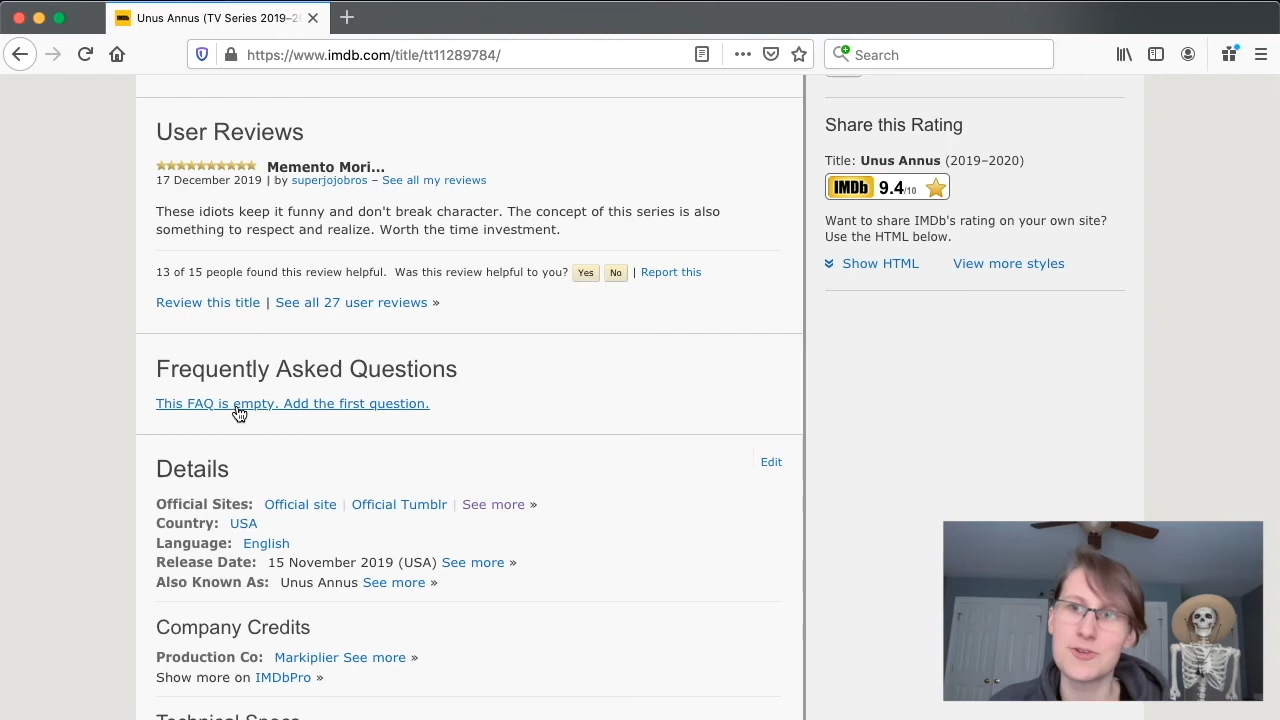 Unus Annus (TV Series 2019–2
https://www.imdb.com/title/tt11289784/
Search
User Reviews
Memento Mori...
17 December 2019 | by superjojobros – See all my reviews
These idiots keep it funny and don't break character. The concept of this series is also
something to respect and realize. Worth the time investment.
13 of 15 people found this review helpful. Was this review helpful to you? Yes No | Report this
Review this title | See all 27 user reviews »
Frequently Asked Questions
This FAQ is empty. Add the first question.
Details
Edit
Official Sites: Official site | Official Tumblr | See more »
Country: USA
Language: English
Release Date: 15 November 2019 (USA) See more »
Also Known As: Unus Annus See more »
Company Credits
Production Co: Markiplier See more »
Show more on IMDbPro »
Technical Specs
Share this Rating
Title: Unus Annus (2019–2020)
IMDb 9.4/10
Want to share IMDb's rating on your own site?
Use the HTML below.
Show HTML View more styles